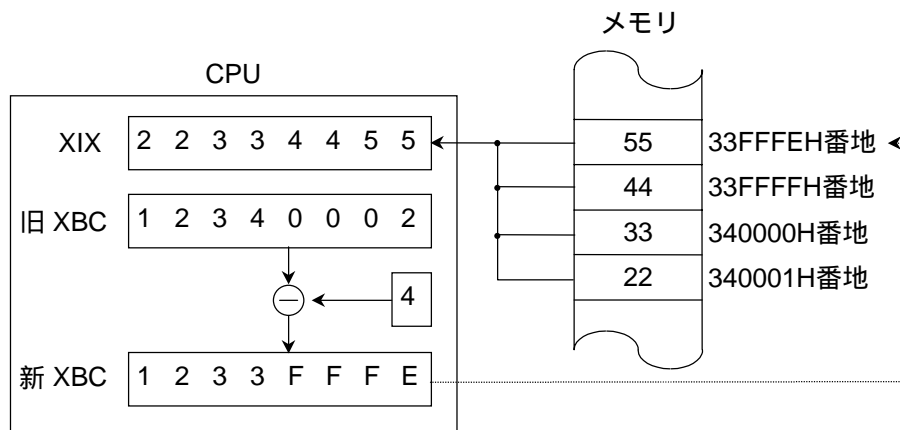 メモリ
CPU
XIX 2 2 3 3 4 4 5 5
55 33FFFEH番地
44 33FFFFH番地
旧 XBC 1 2 3 4 0 0 0 2
33 340000H番地
22 340001H番地
− 4
新 XBC 1 2 3 3 F F F E